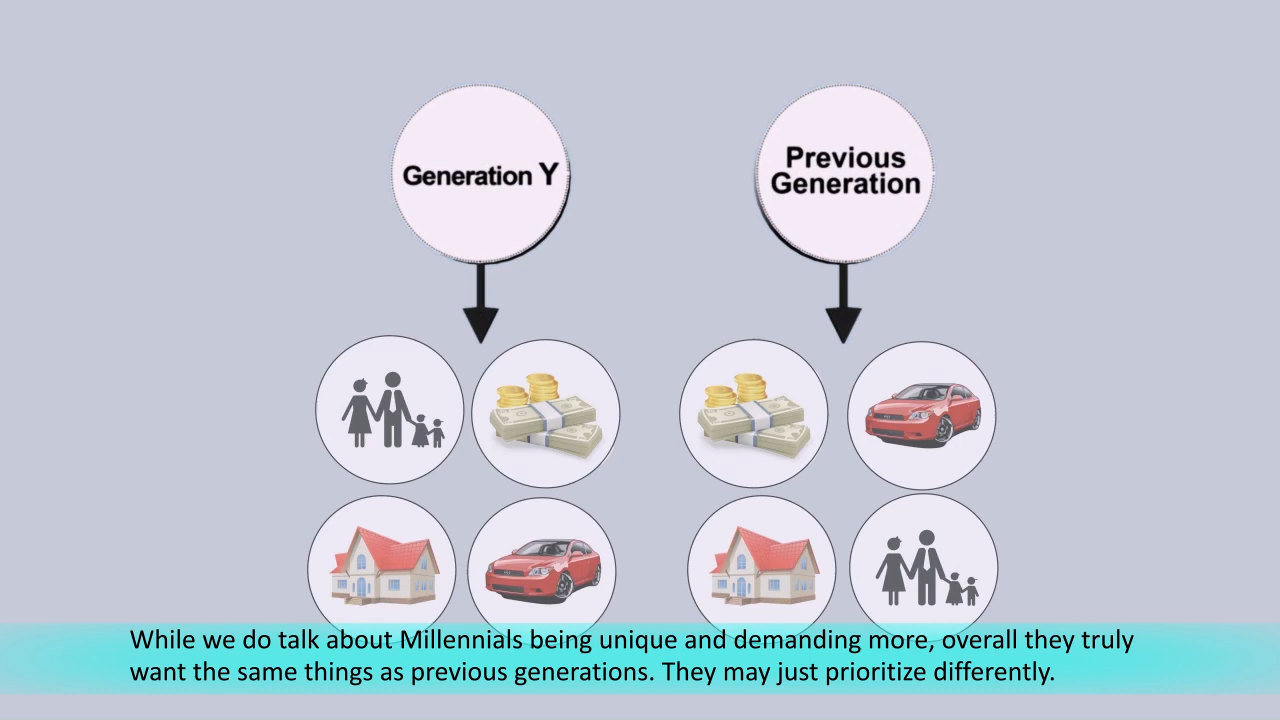 Generation Y
Previous
Generation
While we do talk about Millennials being unique and demanding more, overall they truly
want the same things as previous generations. They may just prioritize differently.